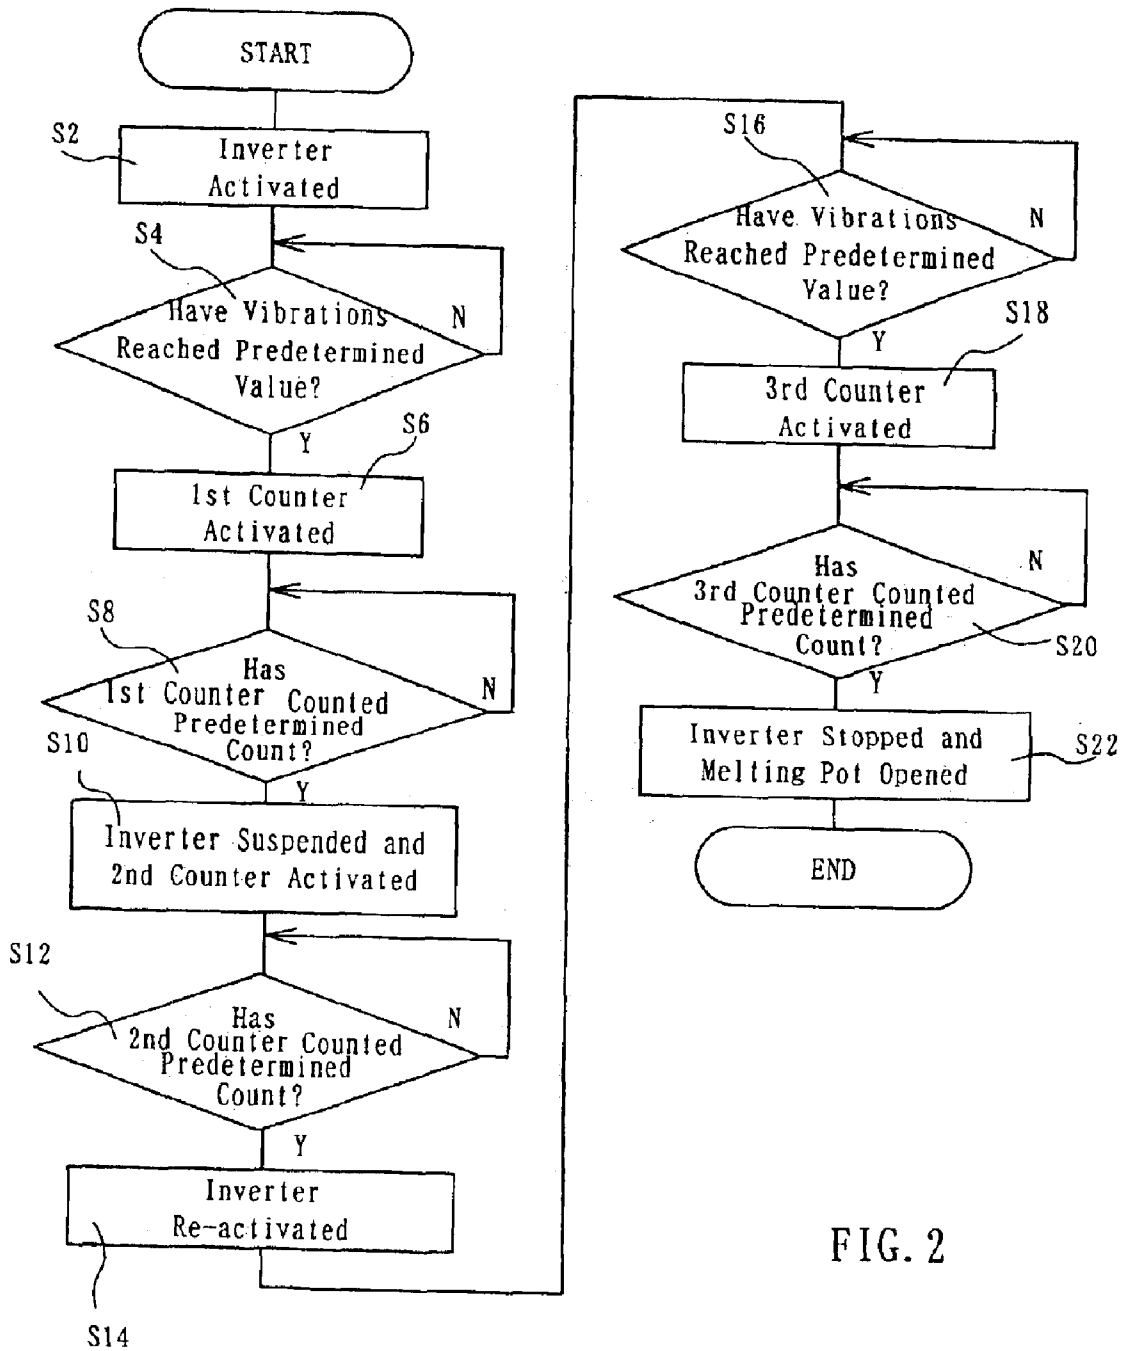 START
S2
Inverter
Activated
S4
Have Vibrations
Reached Predetermined
Value?
N
Y
S6
1st Counter
Activated
S8
Has
1st Counter Counted
Predetermined
Count?
N
Y
S10
Inverter Suspended and
2nd Counter Activated
S12
Has
2nd Counter Counted
Predetermined
Count?
N
Y
Inverter
Re-activated
S14
S16
Have Vibrations
Reached Predetermined
Value?
N
Y
S18
3rd Counter
Activated
Has
3rd Counter Counted
Predetermined
Count?
N
S20
Y
Inverter Stopped and
Melting Pot Opened
S22
END
FIG. 2